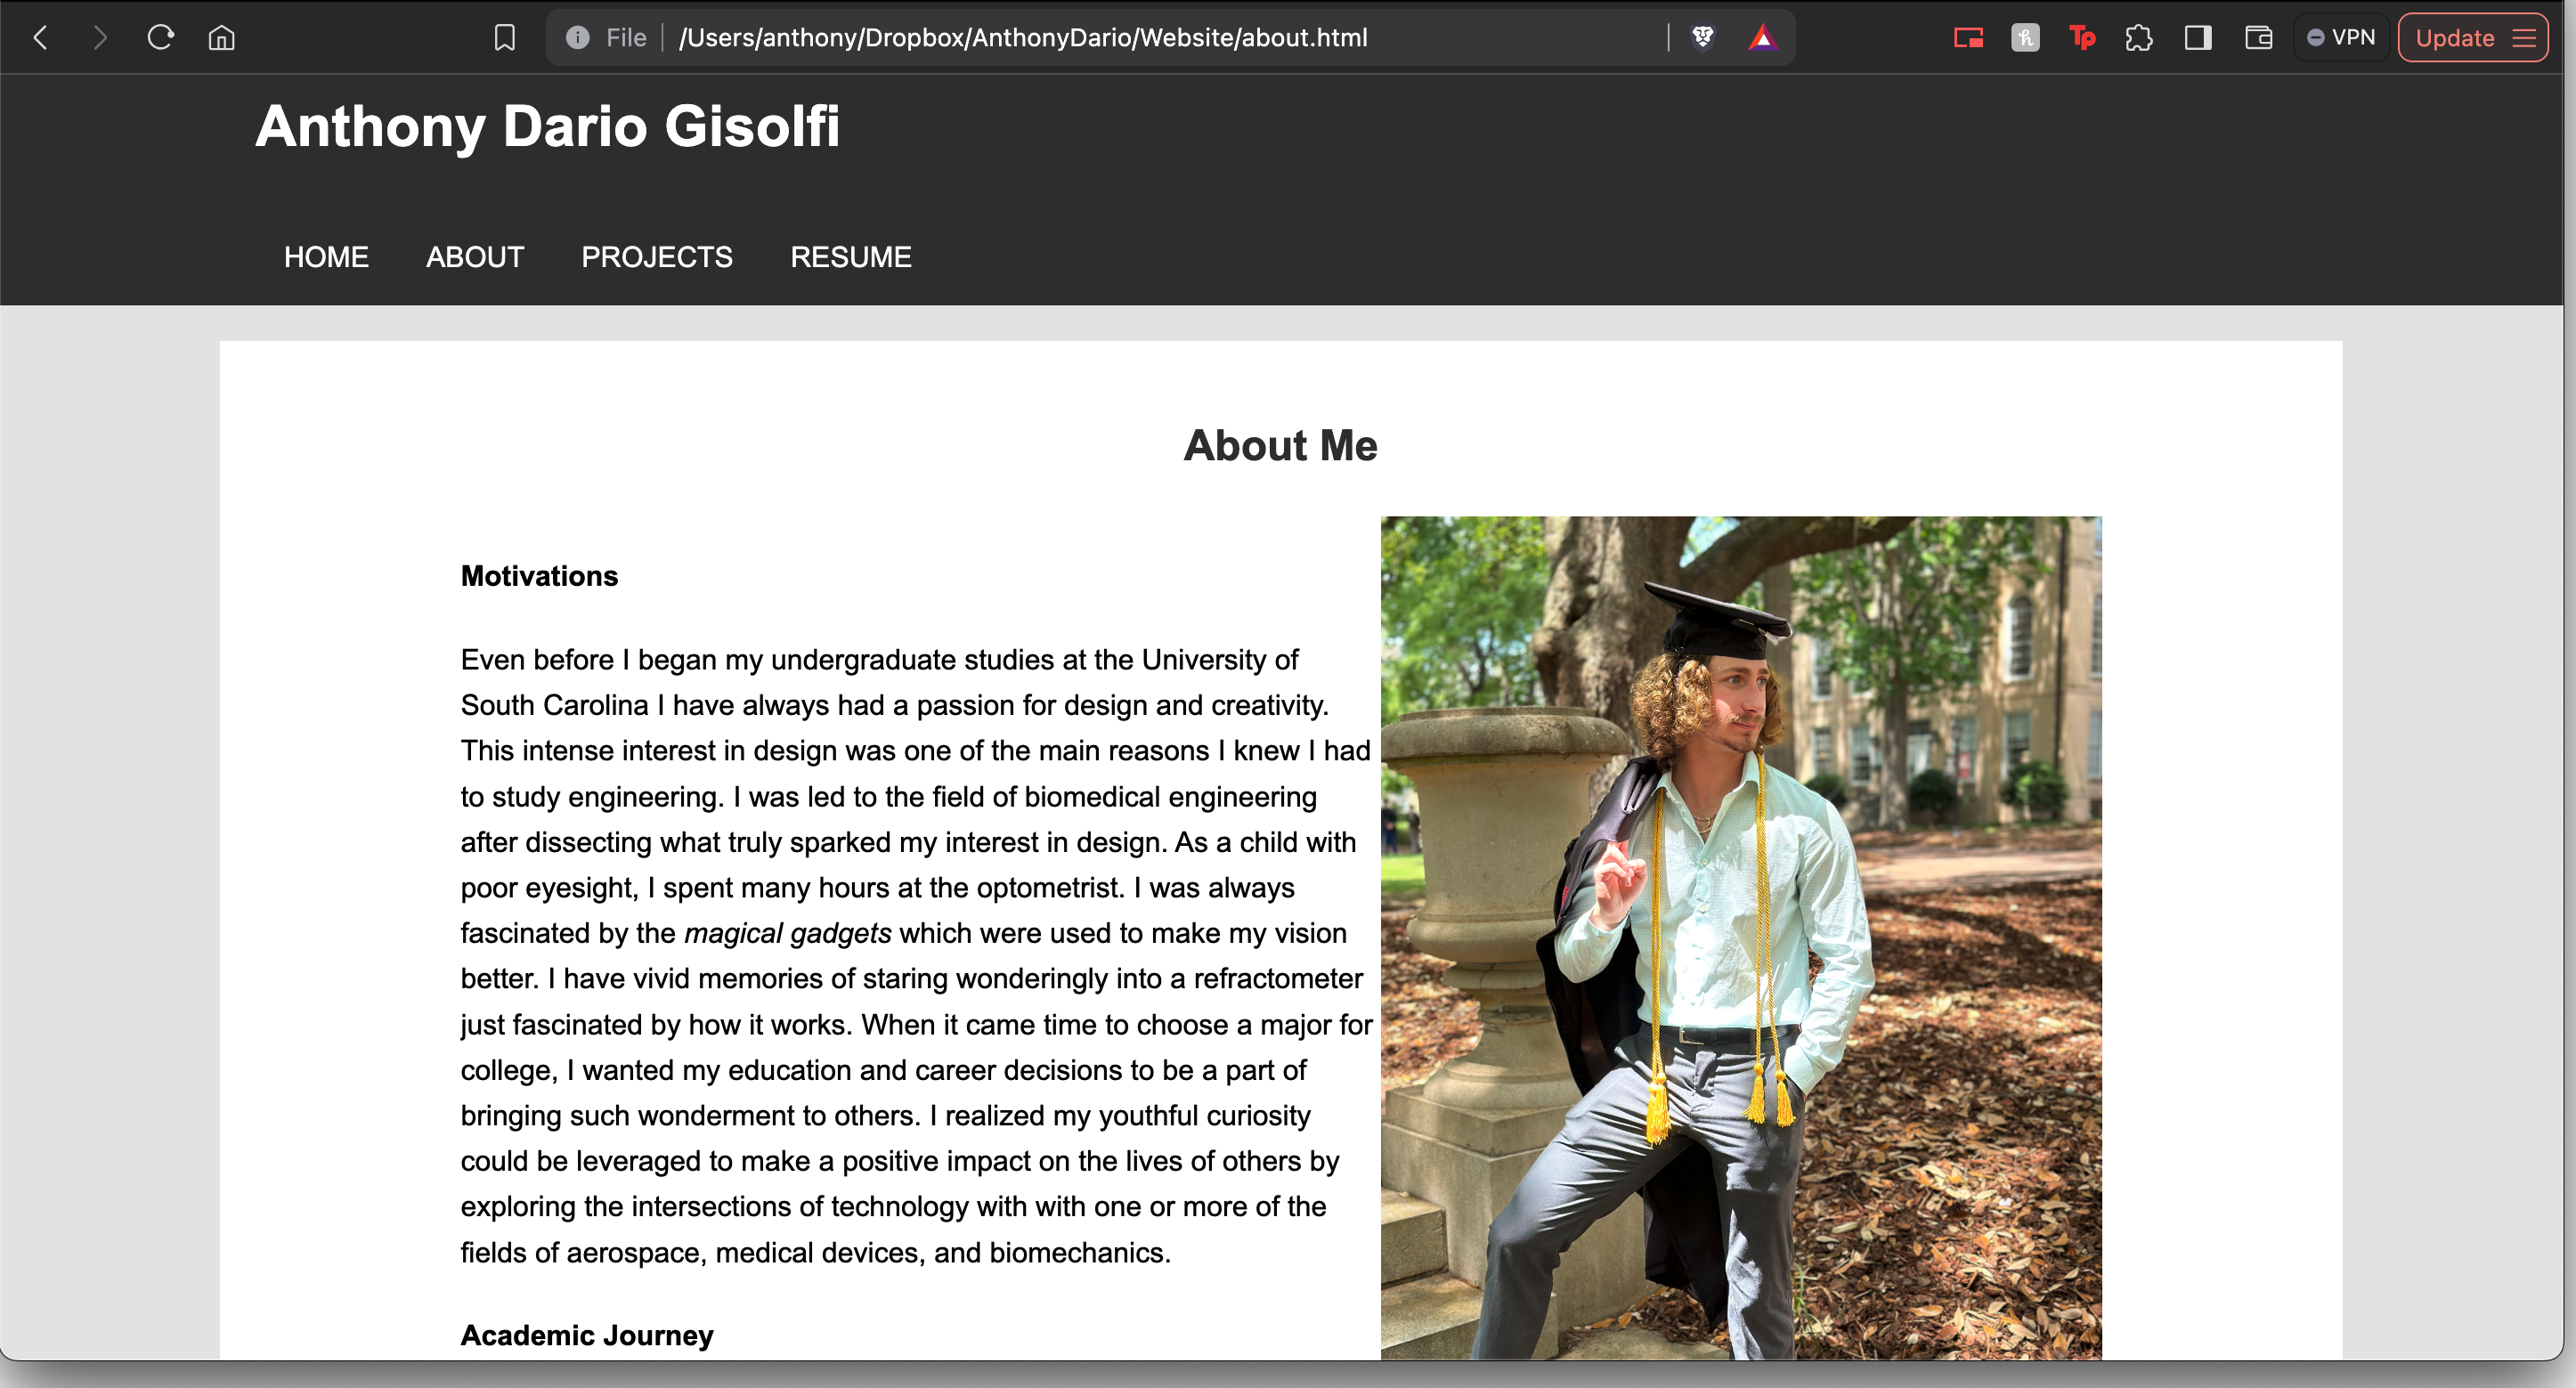 File
/Users/anthony/Dropbox/AnthonyDario/Website/about.html
Tp
VPN
Update
Anthony Dario Gisolfi
HOME ABOUT PROJECTS RESUME
About Me
Motivations
Even before I began my undergraduate studies at the University of
South Carolina I have always had a passion for design and creativity.
This intense interest in design was one of the main reasons I knew I had
to study engineering. I was led to the field of biomedical engineering
after dissecting what truly sparked my interest in design. As a child with
poor eyesight, I spent many hours at the optometrist. I was always
fascinated by the magical gadgets which were used to make my vision
better. I have vivid memories of staring wonderingly into a refractometer
just fascinated by how it works. When it came time to choose a major for
college, I wanted my education and career decisions to be a part of
bringing such wonderment to others. I realized my youthful curiosity
could be leveraged to make a positive impact on the lives of others by
exploring the intersections of technology with with one or more of the
fields of aerospace, medical devices, and biomechanics.
Academic Journey